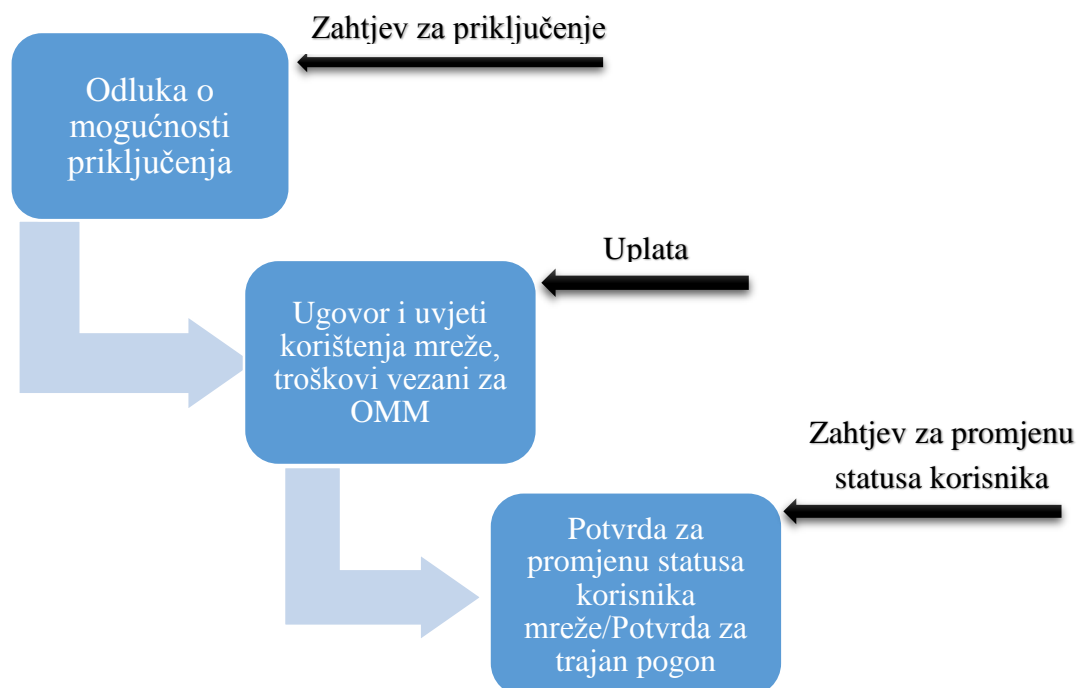 Zahtjev za priključenje
Odluka o
mogućnosti
priključenja
Uplata
Ugovor i uvjeti
korištenja mreže,
troškovi vezani za
OMM
Zahtjev za promjenu
statusa korisnika
Potvrda za
promjenu statusa
korisnika
mreže/Potvrda za
trajan pogon